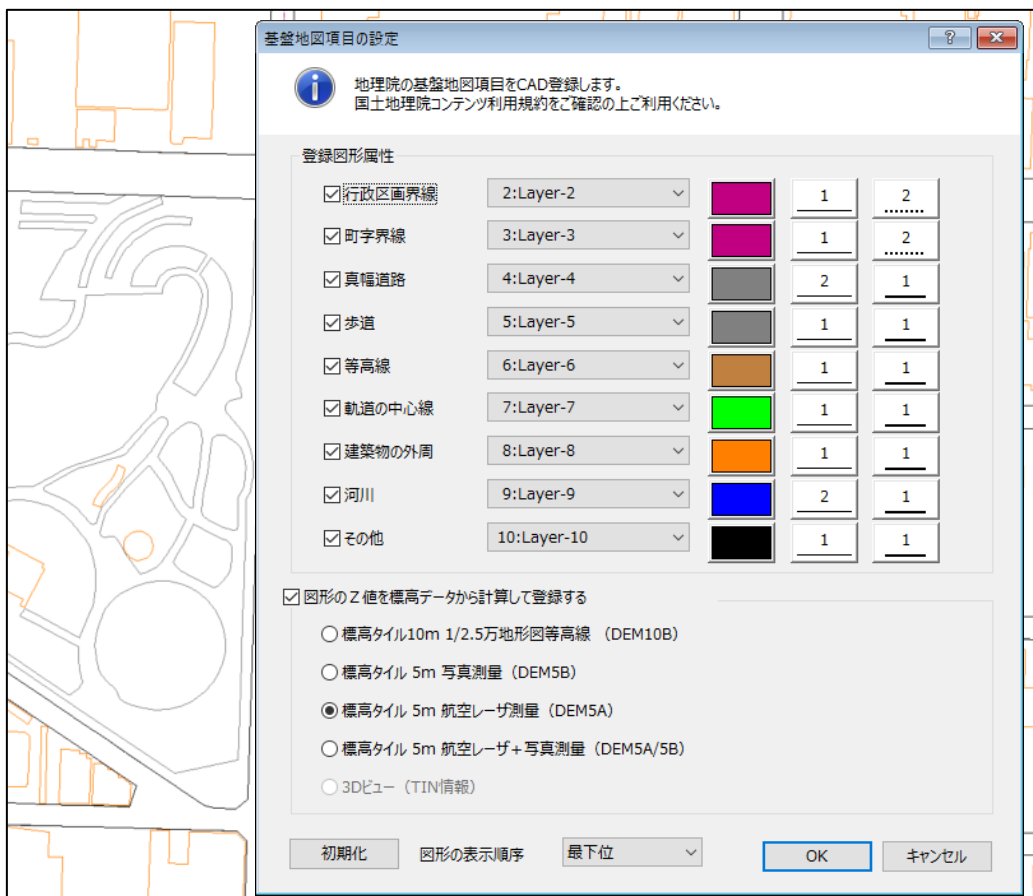 基盤地図項目の設定
?
地理院の基盤地図項目をCAD登録します。
国土地理院コンテンツ利用規約をご確認の上ご利用ください。
登録図形属性
行政区画界線 2:Layer-2 1 2
町字界線 3:Layer-3 1 2
真幅道路 4:Layer-4 2 1
歩道 5:Layer-5 1 1
等高線 6:Layer-6 1 1
軌道の中心線 7:Layer-7 1 1
建築物の外周 8:Layer-8 1 1
河川 9:Layer-9 2 1
その他 10:Layer-10 1 1
図形のZ値を標高データから計算して登録する
標高タイル10m 1/2.5万地形図等高線 (DEM10B)
標高タイル 5m 写真測量 (DEM5B)
標高タイル 5m 航空レーザ測量 (DEM5A)
標高タイル 5m 航空レーザ+写真測量 (DEM5A/5B)
3Dビュー (TIN情報)
初期化 図形の表示順序 最下位 OK キャンセル